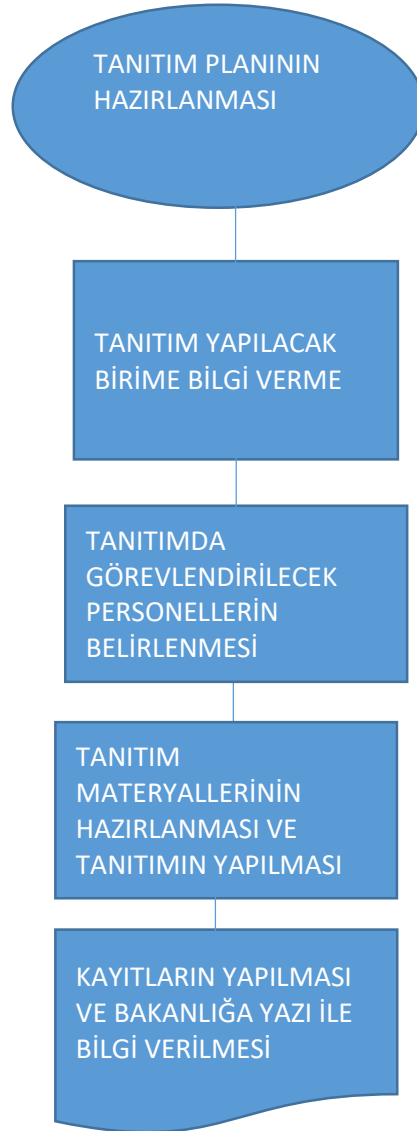 TANITIM PLANININ
HAZIRLANMASI
TANITIM YAPILACAK
BİRİME BİLGİ VERME
TANITIMDA
GÖREVLENDİRİLECEK
PERSONELLERİN
BELİRLENMESİ
TANITIM
MATERYALLERİNİN
HAZIRLANMASI VE
TANITIMIN YAPILMASI
KAYITLARIN YAPILMASI
VE BAKANLIĞA YAZI İLE
BİLGİ VERİLMESİ